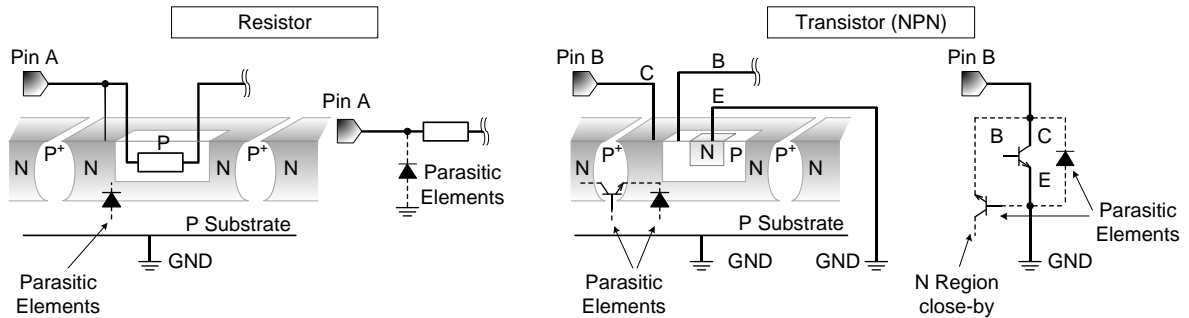 Resistor
Transistor (NPN)
Pin A
Pin A
N
P+
N
P
N
P+
N
Parasitic
Elements
P Substrate
GND
Parasitic
Elements
Pin B
C
B
E
N
P+
N
N
P
N
P+
N
P Substrate
GND
GND
Parasitic
Elements
Pin B
B
C
E
Parasitic
Elements
GND
N Region
close-by